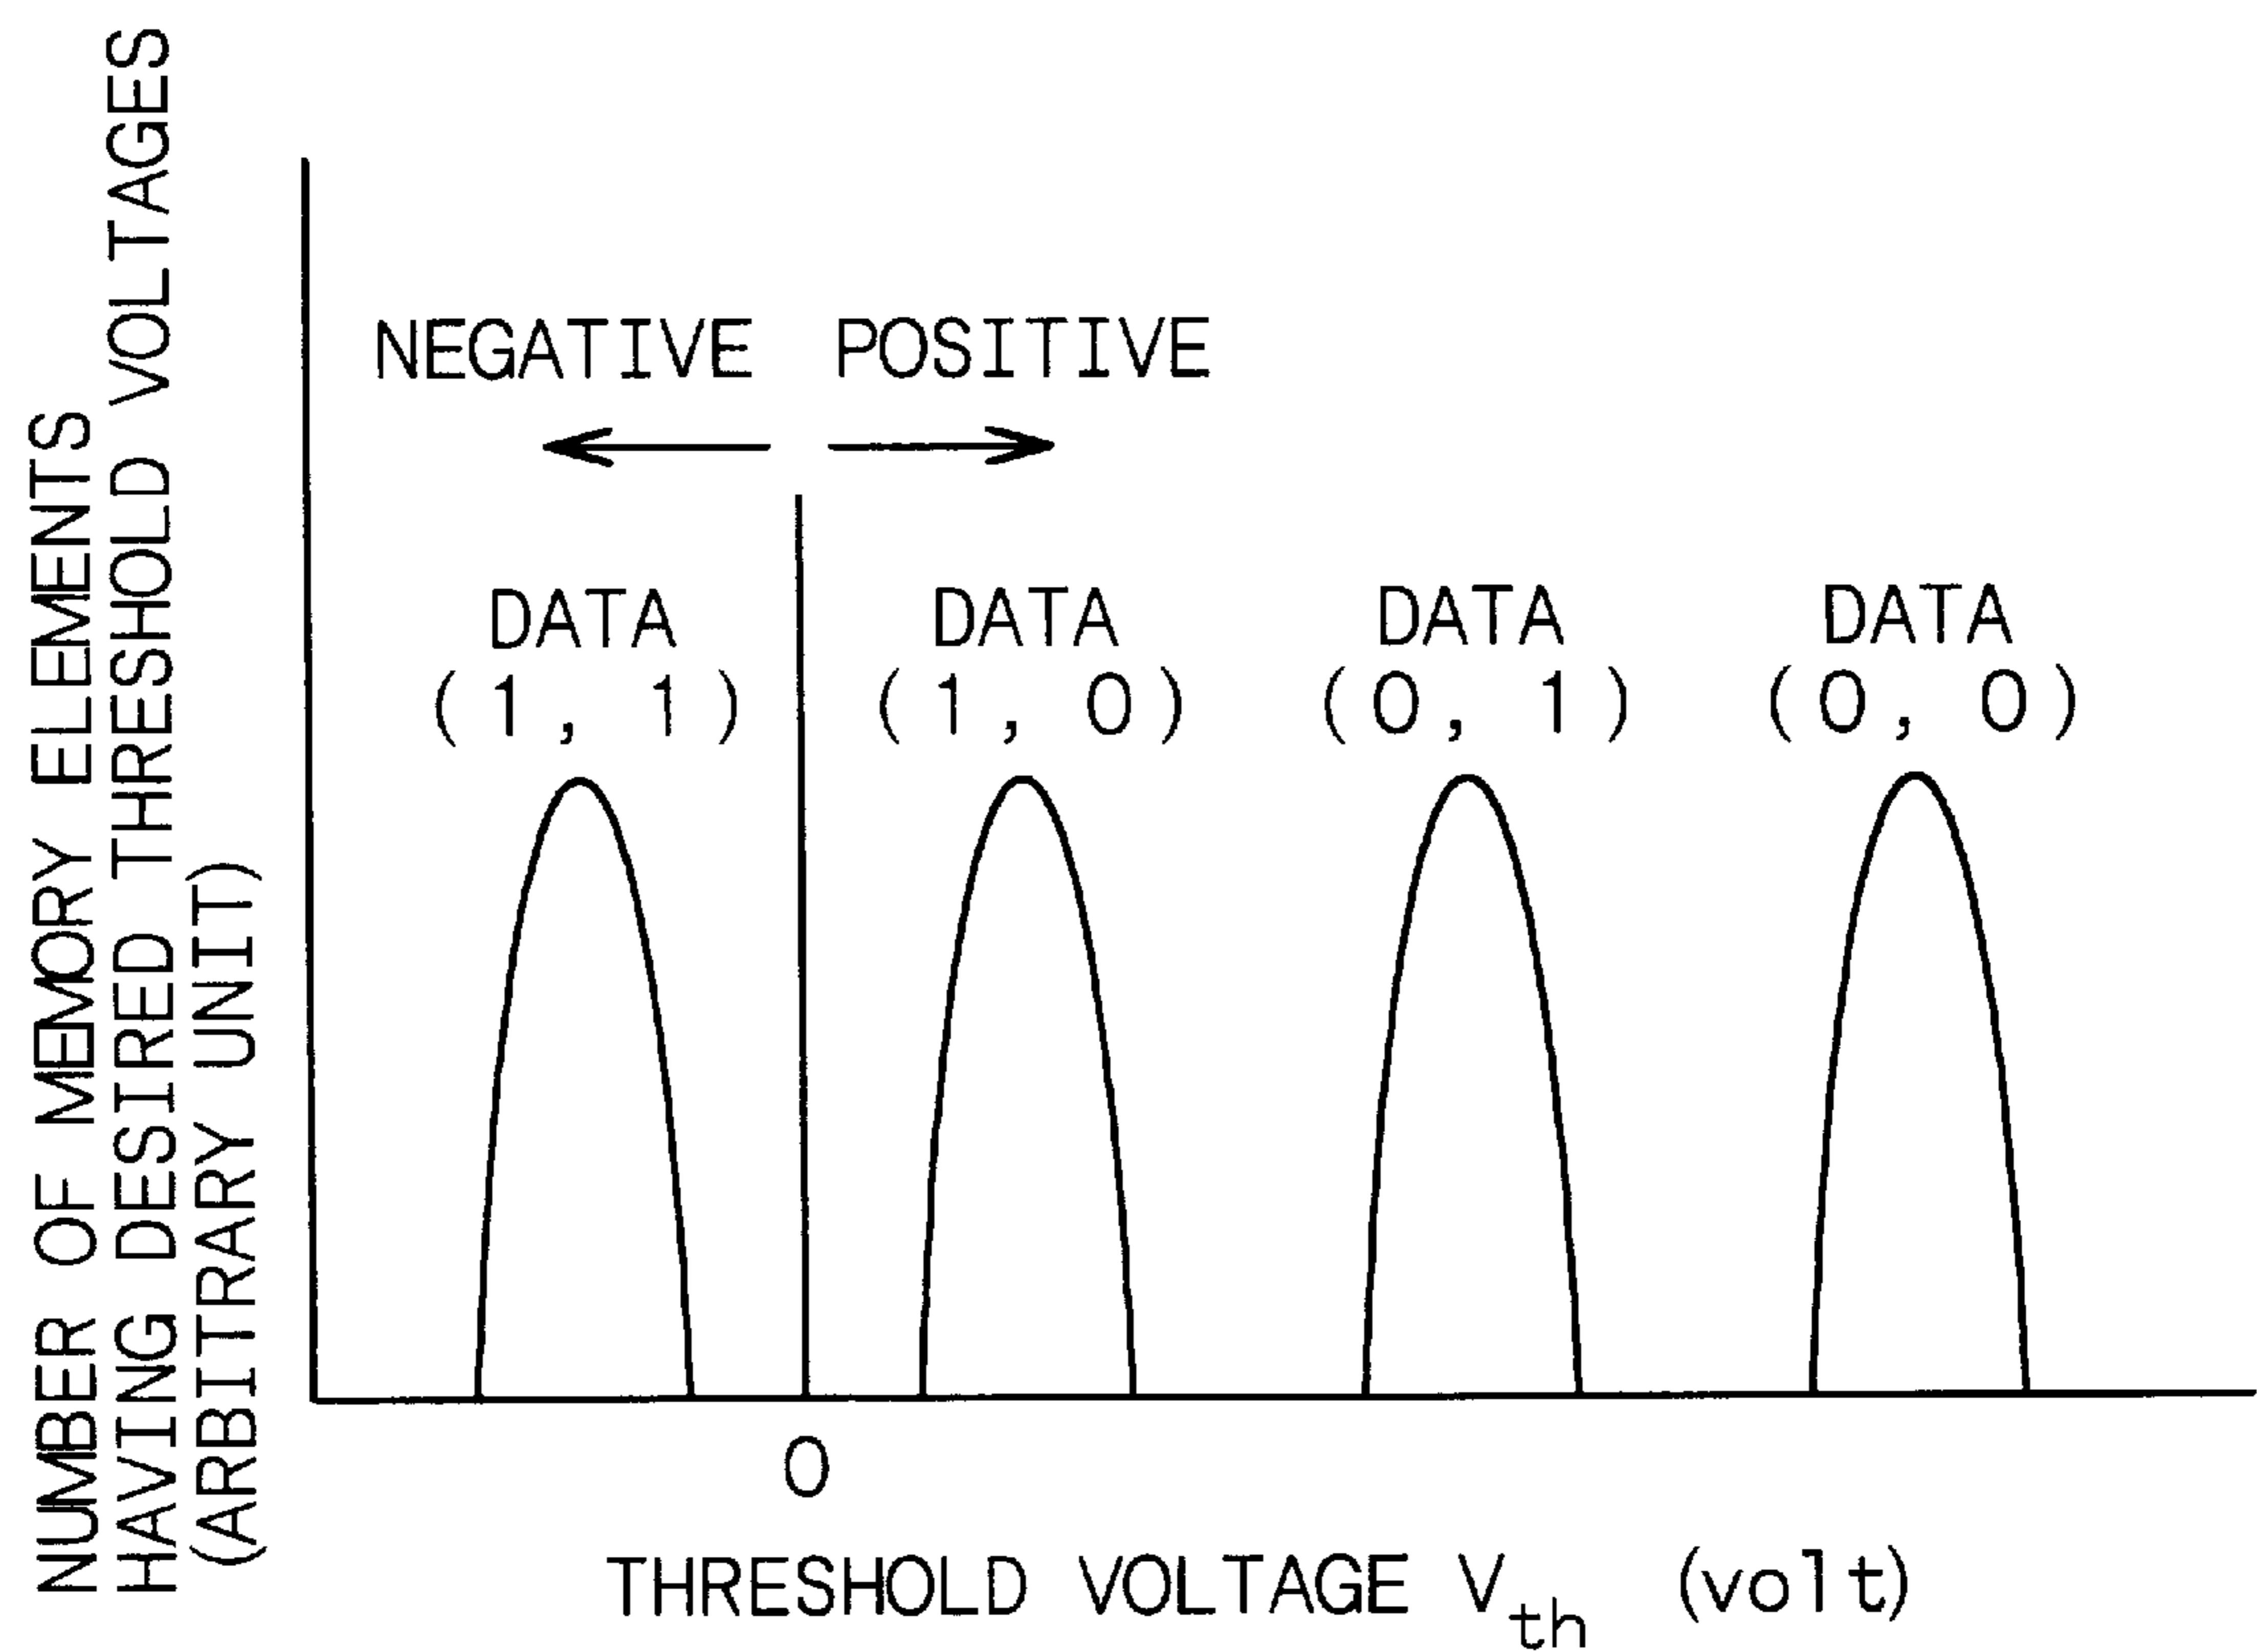 NUMBER OF MEMORY ELEMENTS
HAVING DESIRED THRESHOLD VOLTAGES
(ARBITRARY UNIT)
NEGATIVE POSITIVE
DATA DATA DATA DATA
(1, 1) (1, 0) (0, 1) (0, 0)
0
THRESHOLD VOLTAGE Vth (volt)